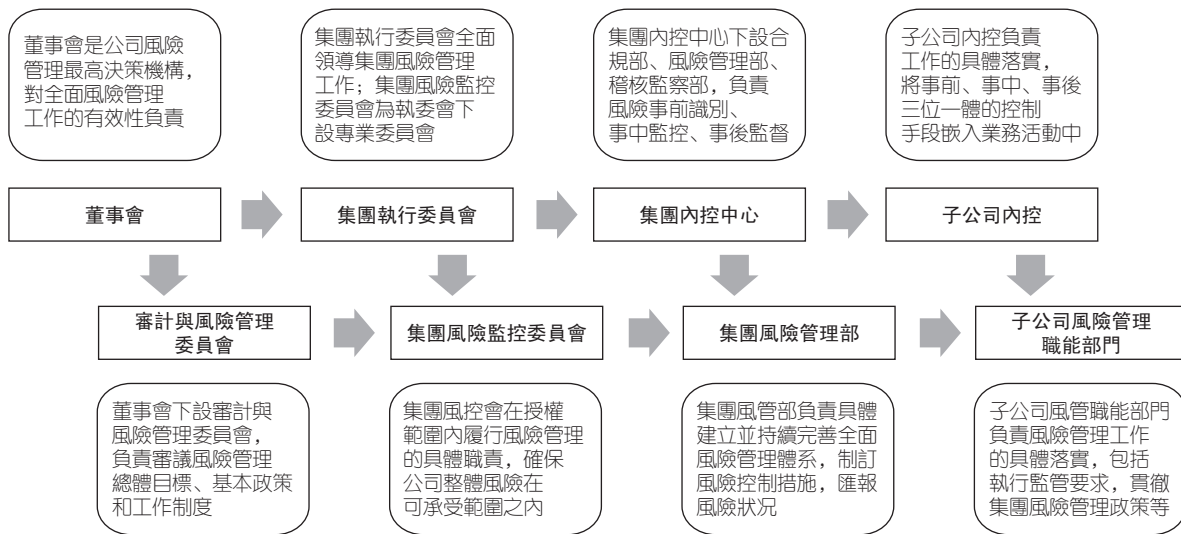 董事會是公司風險
管理最高決策機構，
對全面風險管理
工作的有效性負責
集團執行委員會全面
領導集團風險管理
工作；集團風險監控
委員會為執委會下
設專業委員會
集團內控中心下設合
規部、風險管理部、
稽核監察部，負責
風險事前識別、
事中監控、事後監督
子公司內控負責
工作的具體落實，
將事前、事中、事後
三位一體的控制
手段嵌入業務活動中
董事會
集團執行委員會
集團內控中心
子公司內控
審計與風險管理
委員會
集團風險監控委員會
集團風險管理部
子公司風險管理
職能部門
董事會下設審計與
風險管理委員會，
負責審議風險管理
總體目標、基本政策
和工作制度
集團風控會在授權
範圍內履行風險管理
的具體職責，確保
公司整體風險在
可承受範圍之內
集團風管部負責具體
建立並持續完善全面
風險管理體系，制訂
風險控制措施，匯報
風險狀況
子公司風管職能部門
負責風險管理工作
的具體落實，包括
執行監管要求，貫徹
集團風險管理政策等